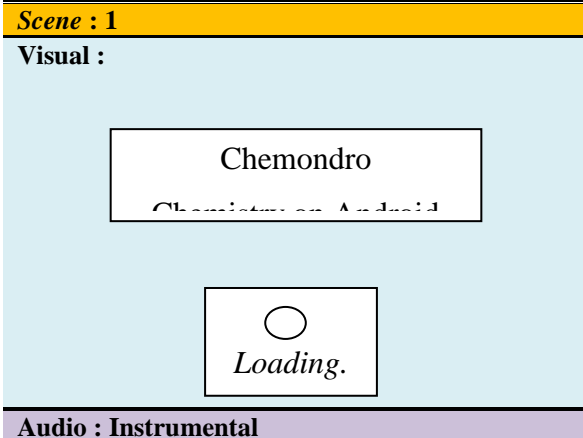 Scene : 1
Visual :
Chemondro
Chemistry on Android
Loading.
Audio : Instrumental